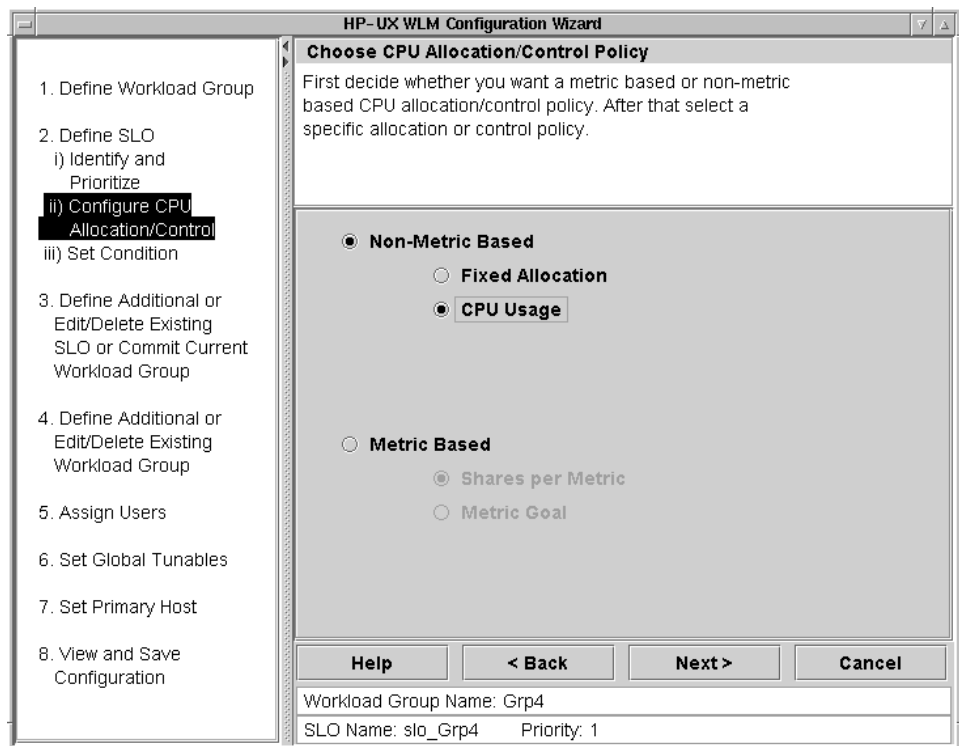 HP-UX WLM Configuration Wizard
1. Define Workload Group
2. Define SLO
i) Identify and
Prioritize
ii) Configure CPU
Allocation/Control
iii) Set Condition
3. Define Additional or
Edit/Delete Existing
SLO or Commit Current
Workload Group
4. Define Additional or
Edit/Delete Existing
Workload Group
5. Assign Users
6. Set Global Tunables
7. Set Primary Host
8. View and Save
Configuration
Choose CPU Allocation/Control Policy
First decide whether you want a metric based or non-metric
based CPU allocation/control policy. After that select a
specific allocation or control policy.
Non-Metric Based
Fixed Allocation
CPU Usage
Metric Based
Shares per Metric
Metric Goal
Help
< Back
Next >
Cancel
Workload Group Name: Grp4
SLO Name: slo_Grp4 Priority: 1